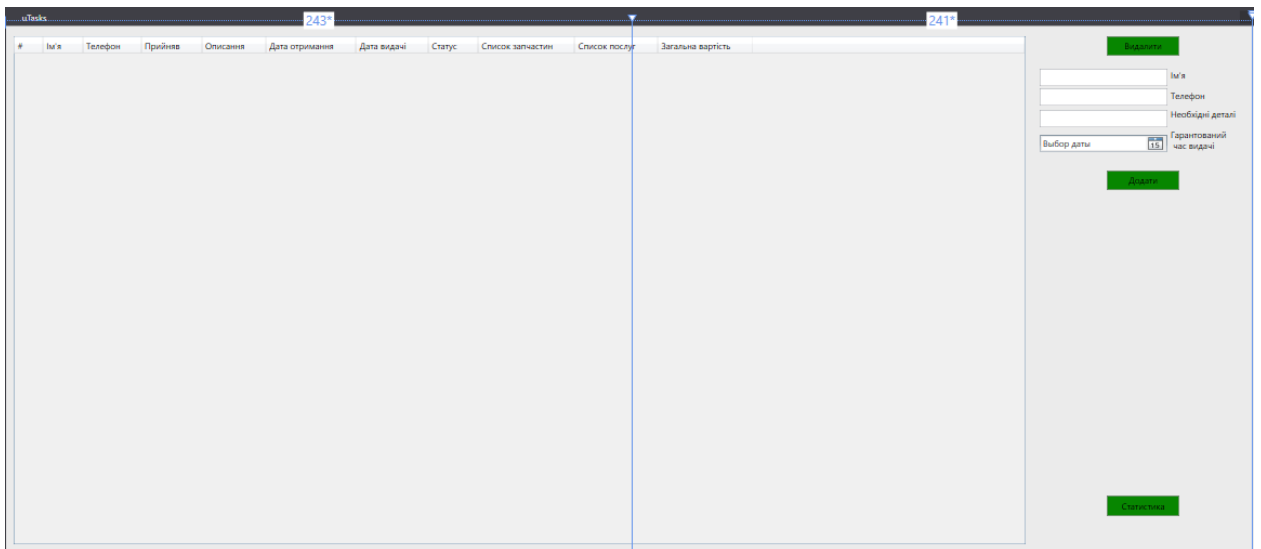 uTasks
243*
241*
# Ім'я Телефон Прийняв Описання Дата отримання Дата видачі Статус Список запчастин Список послуг Загальна вартість
Видалити
Ім'я
Телефон
Необхідні деталі
Выбор даты 15 Гарантований
час видачі
Додати
Статистика